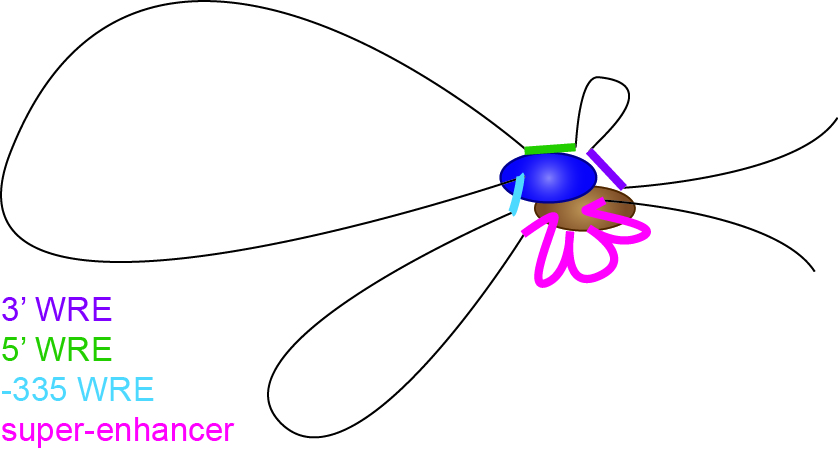 3’ WRE
5’ WRE
-335 WRE
super-enhancer